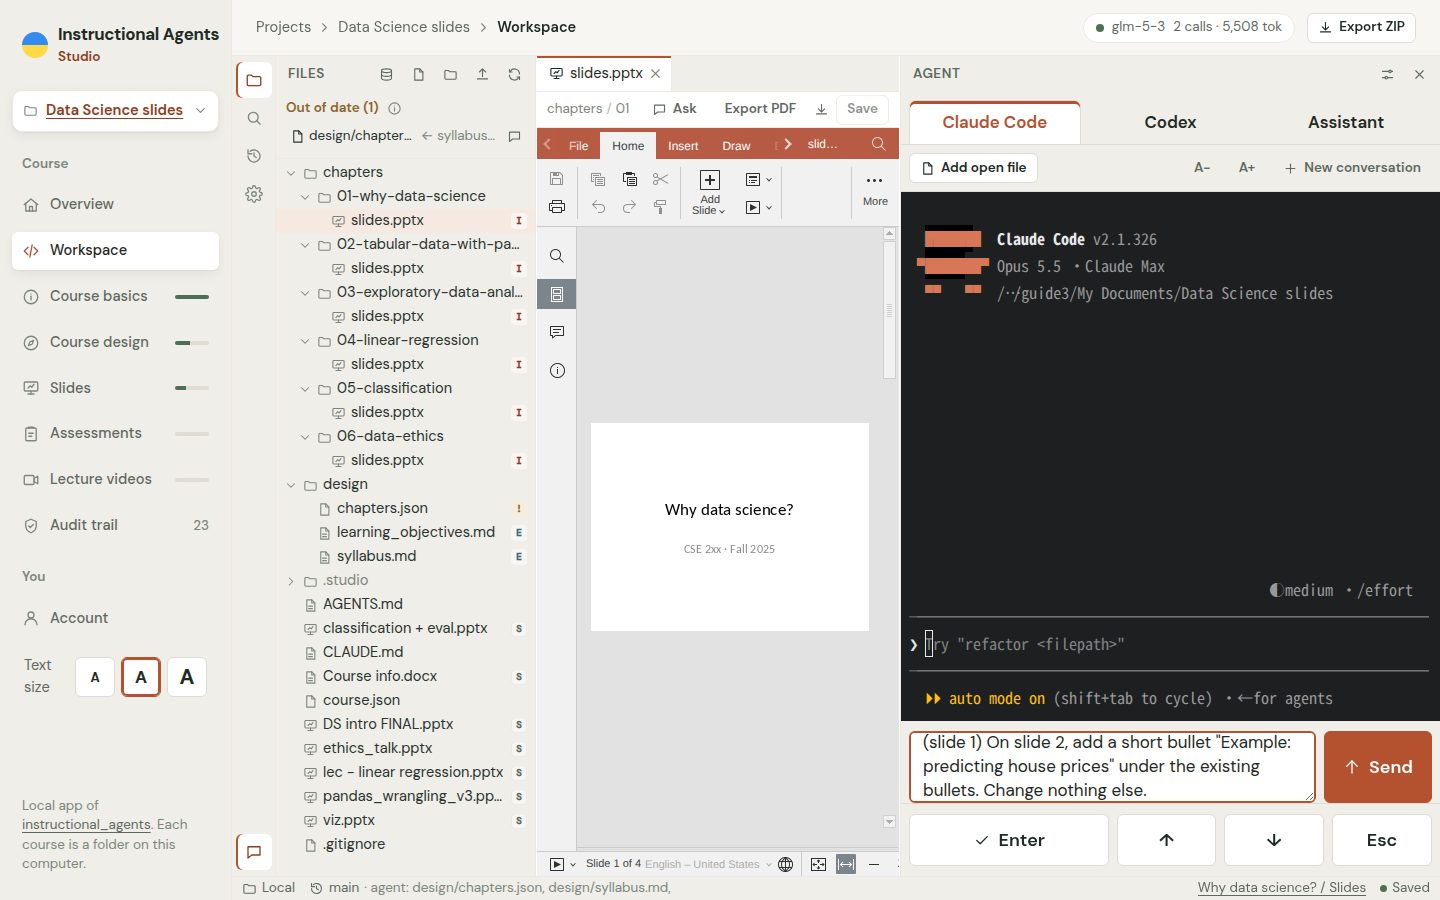 Instructional Agents
Studio
Projects > Data Science slides > Workspace
glm-5-3 2 calls · 5,508 tok
Export ZIP
Data Science slides
Course
Overview
Workspace
Course basics
Course design
Slides
Assessments
Lecture videos
Audit trail 23
You
Account
Text size
A A A
Local app of
instructional_agents. Each
course is a folder on this
computer.
FILES
Out of date (1)
design/chapter... ← syllabus...
chapters
01-why-data-science
slides.pptx I
02-tabular-data-with-pa...
slides.pptx I
03-exploratory-data-anal...
slides.pptx I
04-linear-regression
slides.pptx I
05-classification
slides.pptx I
06-data-ethics
slides.pptx I
design
chapters.json !
learning_objectives.md E
syllabus.md E
.studio
AGENTS.md
classification + eval.pptx S
CLAUDE.md
Course info.docx S
course.json
DS intro FINAL.pptx S
ethics_talk.pptx S
lec - linear regression.pptx S
pandas_wrangling_v3.pp... S
viz.pptx S
.gitignore
slides.pptx
chapters / 01
Ask
Export PDF
Save
File Home Insert Draw slid...
Add
Slide
More
Why data science?
CSE 2xx · Fall 2025
Slide 1 of 4 English – United States
AGENT
Claude Code
Codex
Assistant
Add open file
A− A+ + New conversation
Claude Code v2.1.326
Opus 5.5 · Claude Max
/…/guide3/My Documents/Data Science slides
medium · /effort
❯ Try "refactor <filepath>"
auto mode on (shift+tab to cycle) · ← for agents
(slide 1) On slide 2, add a short bullet "Example:
predicting house prices" under the existing
bullets. Change nothing else.
↑ Send
✓ Enter
↑
↓
Esc
Local main · agent: design/chapters.json, design/syllabus.md,
Why data science? / Slides
Saved